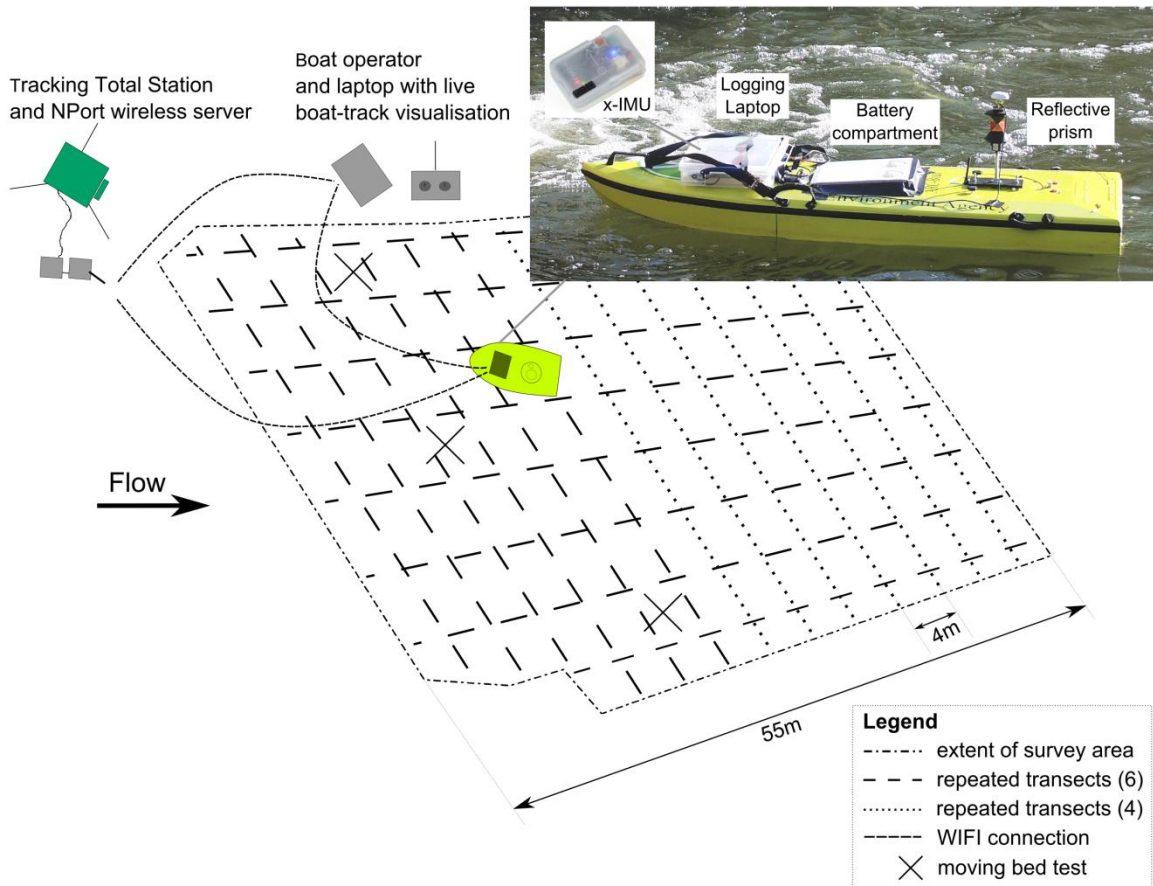 Tracking Total Station
and NPort wireless server
Boat operator
and laptop with live
boat-track visualisation
x-IMU
Logging
Laptop
Battery
compartment
Reflective
prism
Environment Agency
Flow
4m
55m
Legend
extent of survey area
repeated transects (6)
repeated transects (4)
WIFI connection
moving bed test